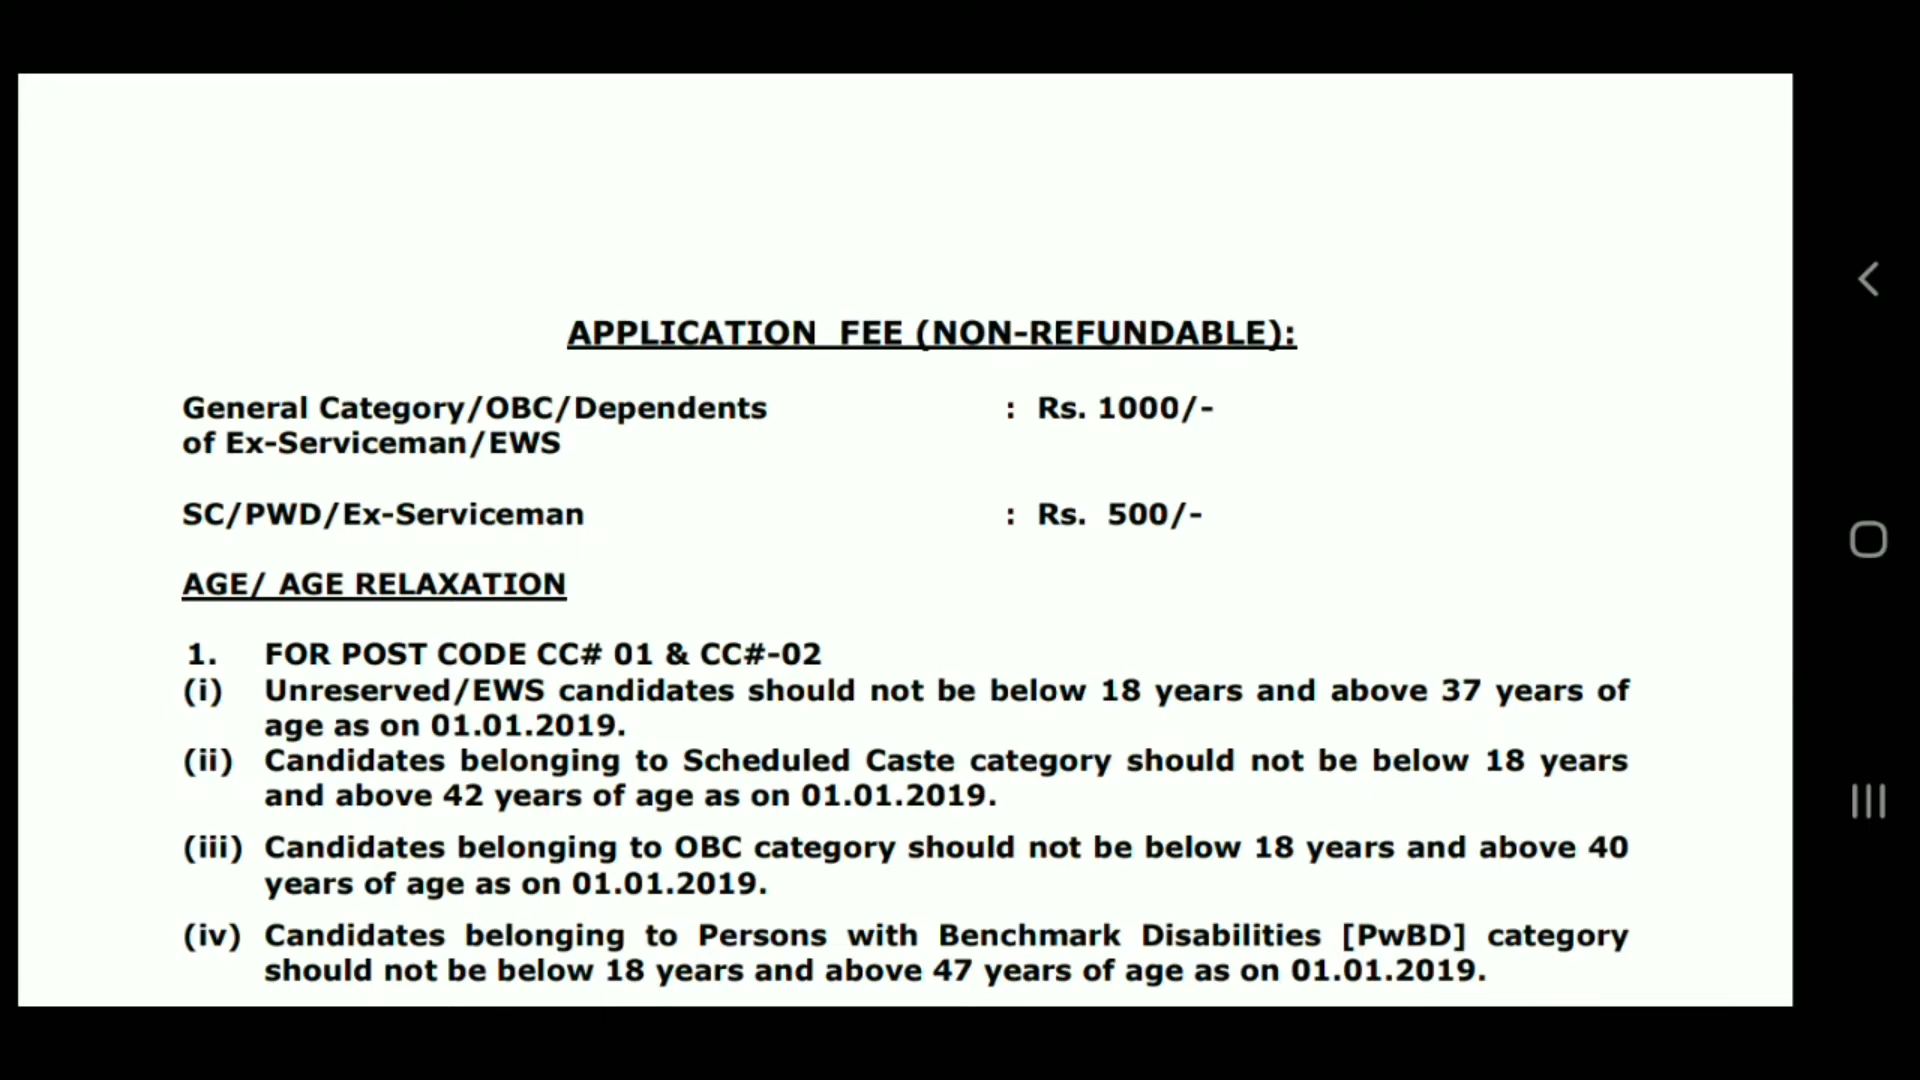 APPLICATION FEE (NON-REFUNDABLE):
General Category/OBC/Dependents : Rs. 1000/-
of Ex-Serviceman/EWS
SC/PWD/Ex-Serviceman : Rs. 500/-
AGE/ AGE RELAXATION
1. FOR POST CODE CC# 01 & CC#-02
(i) Unreserved/EWS candidates should not be below 18 years and above 37 years of
age as on 01.01.2019.
(ii) Candidates belonging to Scheduled Caste category should not be below 18 years
and above 42 years of age as on 01.01.2019.
(iii) Candidates belonging to OBC category should not be below 18 years and above 40
years of age as on 01.01.2019.
(iv) Candidates belonging to Persons with Benchmark Disabilities [PwBD] category
should not be below 18 years and above 47 years of age as on 01.01.2019.